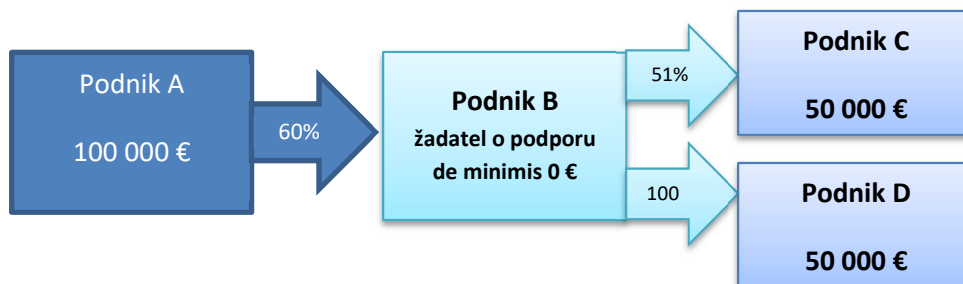 Podnik A
100 000 €
60%
Podnik B
žadatel o podporu
de minimis 0 €
51%
100
Podnik C
50 000 €
Podnik D
50 000 €